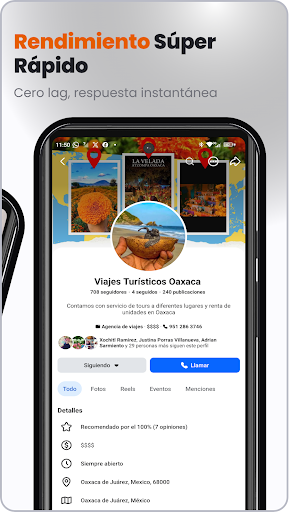 Rendimiento Súper
Rápido
Cero lag, respuesta instantánea
11:50
LA VELADA
Viajes Turísticos Oaxaca
708 seguidores · 4 seguidos · 240 publicaciones
Contamos con servicio de tours a diferentes lugares y renta de
unidades en Oaxaca
Agencia de viajes · $$$$ 951 286 3746
Xochitl Ramirez, Justina Porras Villanueva, Adrian
Sarmiento y 29 personas más siguen este perfil
Siguiendo
Llamar
Todo Fotos Reels Eventos Menciones
Detalles
Recomendado por el 100% (7 opiniones)
$$$$
Siempre abierto
Oaxaca de Juárez, Mexico, 68000
Oaxaca de Juárez, México